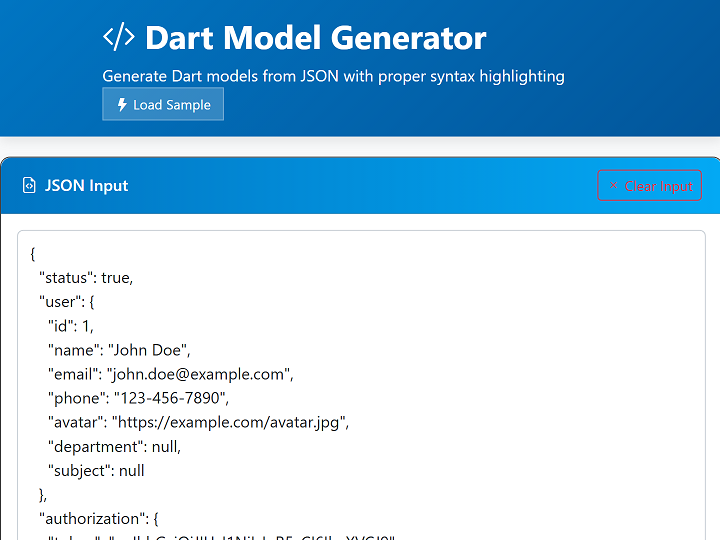 Dart Model Generator
Generate Dart models from JSON with proper syntax highlighting
Load Sample
JSON Input
Clear Input
{
"status": true,
"user": {
"id": 1,
"name": "John Doe",
"email": "john.doe@example.com",
"phone": "123-456-7890",
"avatar": "https://example.com/avatar.jpg",
"department": null,
"subject": null
},
"authorization": {